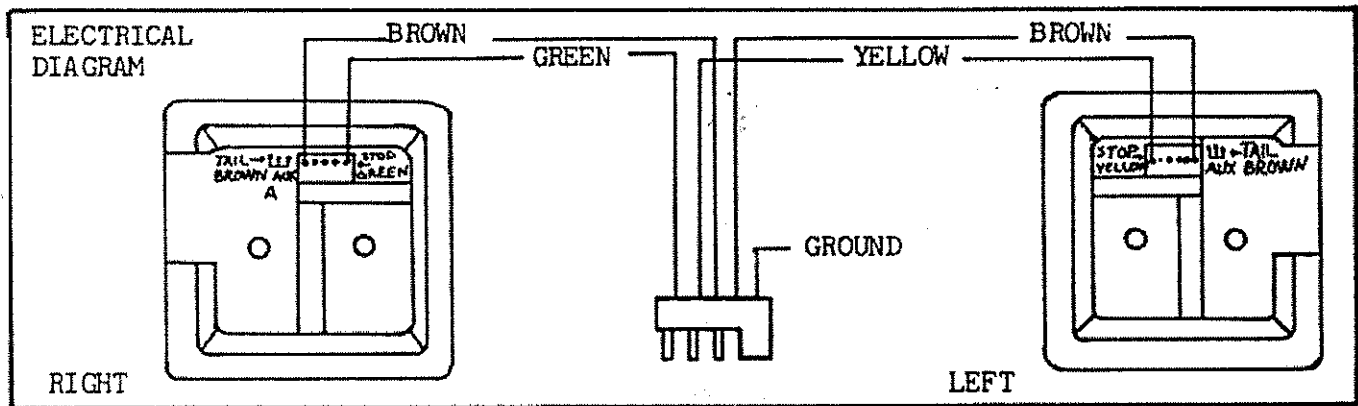 ELECTRICAL
DIAGRAM
BROWN
GREEN
BROWN
YELLOW
TAIL→
BROWN AUX
A
←STOP
GREEN
STOP→
YELLOW
←TAIL
AUX BROWN
GROUND
RIGHT
LEFT